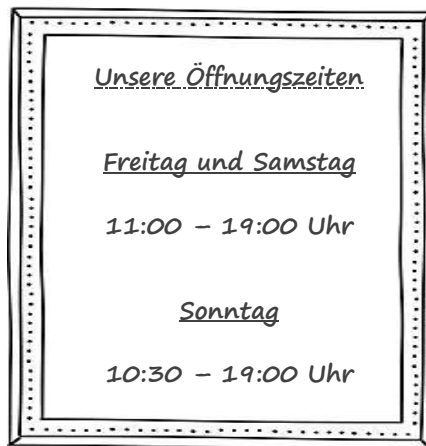 Unsere Öffnungszeiten
Freitag und Samstag
11:00 – 19:00 Uhr
Sonntag
10:30 – 19:00 Uhr